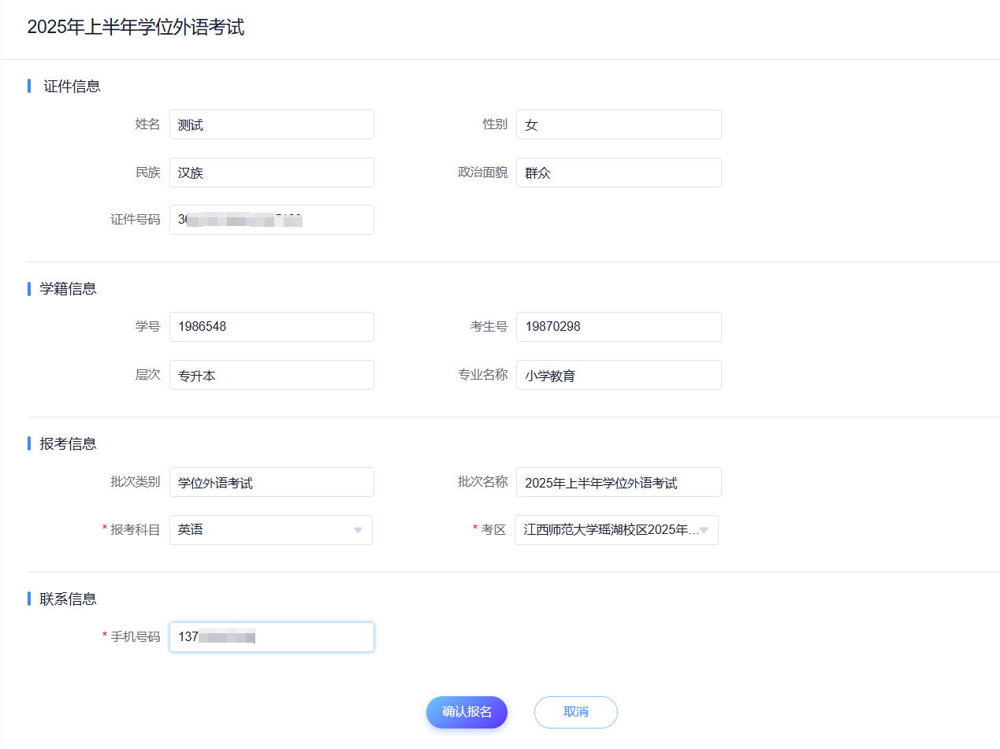 2025年上半年学位外语考试
证件信息
姓名 测试 性别 女
民族 汉族 政治面貌 群众
证件号码 36
学籍信息
学号 1986548 考生号 19870298
层次 专升本 专业名称 小学教育
报考信息
批次类别 学位外语考试 批次名称 2025年上半年学位外语考试
* 报考科目 英语 * 考区 江西师范大学瑶湖校区2025年...
联系信息
* 手机号码 137
确认报名 取消